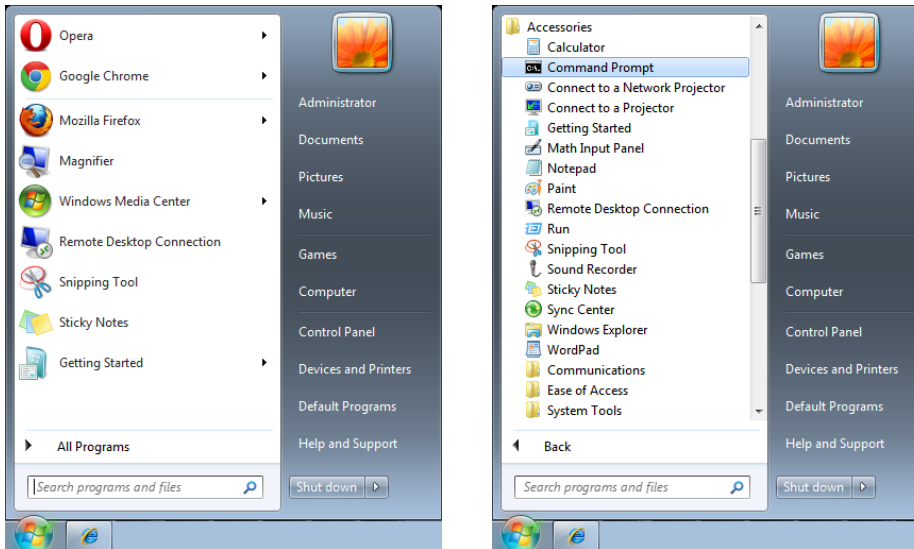 Opera
Google Chrome
Mozilla Firefox
Magnifier
Windows Media Center
Remote Desktop Connection
Snipping Tool
Sticky Notes
Getting Started
All Programs
Search programs and files
Administrator
Documents
Pictures
Music
Games
Computer
Control Panel
Devices and Printers
Default Programs
Help and Support
Shut down
Accessories
Calculator
Command Prompt
Connect to a Network Projector
Connect to a Projector
Getting Started
Math Input Panel
Notepad
Paint
Remote Desktop Connection
Run
Snipping Tool
Sound Recorder
Sticky Notes
Sync Center
Windows Explorer
WordPad
Communications
Ease of Access
System Tools
Back
Search programs and files
Administrator
Documents
Pictures
Music
Games
Computer
Control Panel
Devices and Printers
Default Programs
Help and Support
Shut down